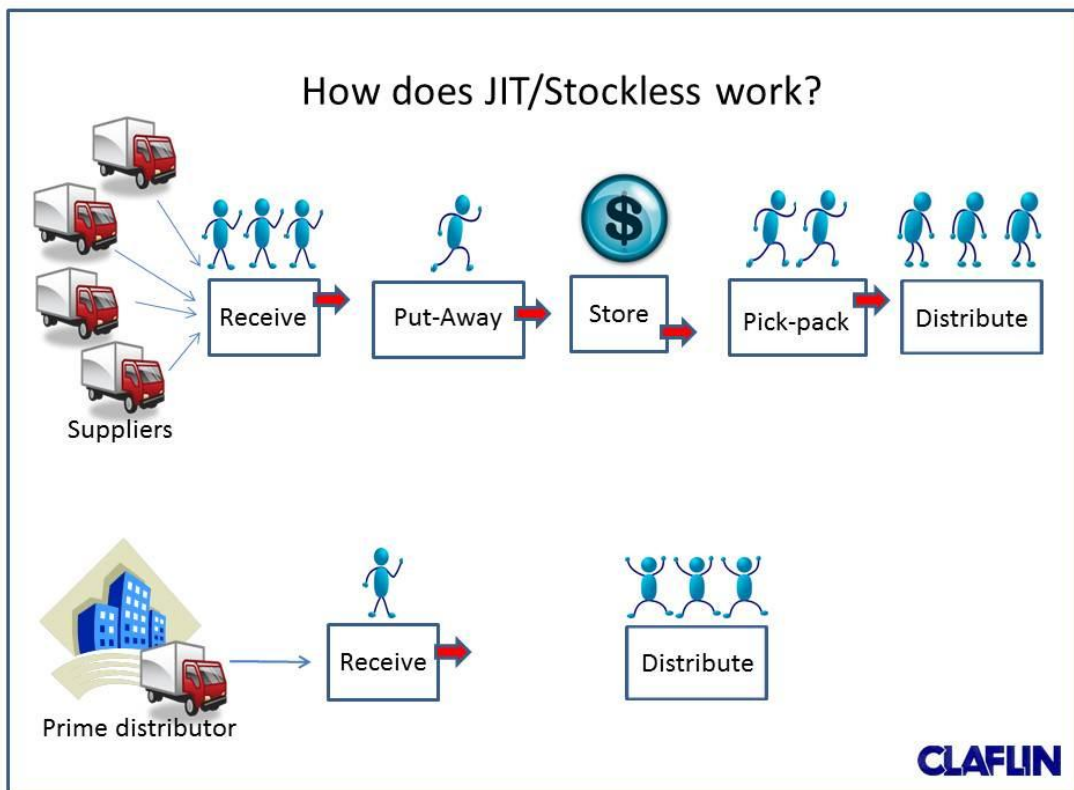 How does JIT/Stockless work?
$
Receive
Put-Away
Store
Pick-pack
Distribute
Suppliers
Receive
Distribute
Prime distributor
CLAFLIN